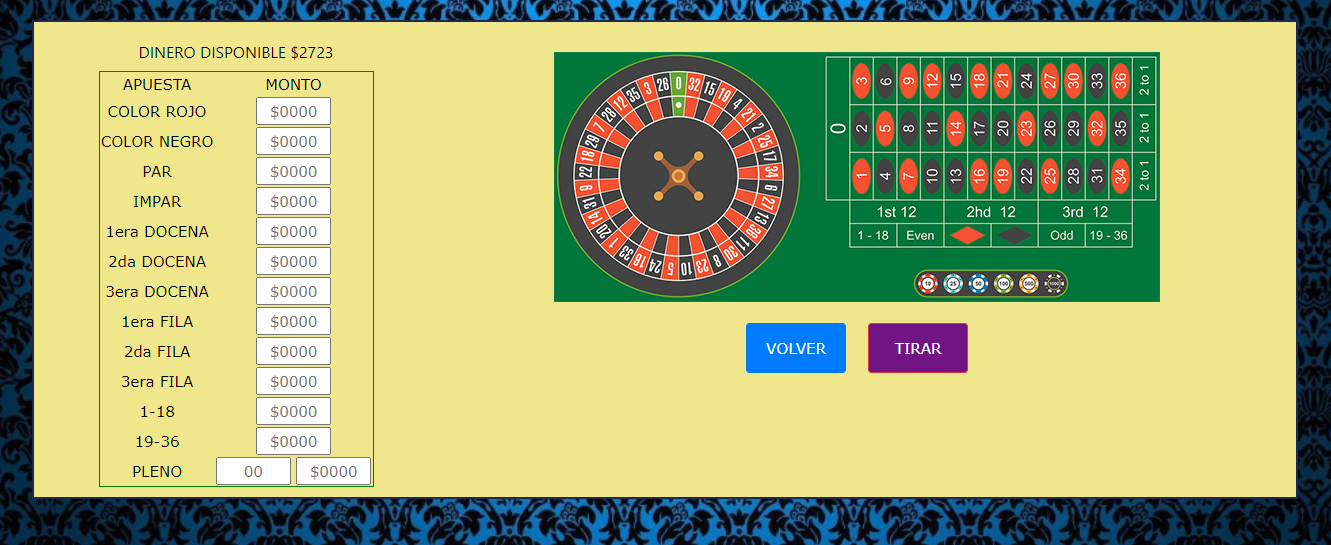 DINERO DISPONIBLE $2723
APUESTA MONTO
COLOR ROJO $0000
COLOR NEGRO $0000
PAR $0000
IMPAR $0000
1era DOCENA $0000
2da DOCENA $0000
3era DOCENA $0000
1era FILA $0000
2da FILA $0000
3era FILA $0000
1-18 $0000
19-36 $0000
PLENO 00 $0000
0 32 15 19 4 21 2 25 17 34 6 27 13 36 11 30 8 23 10 5 24 16 33 1 20 14 31 9 22 18 29 7 28 12 35 3 26
0
3 6 9 12 15 18 21 24 27 30 33 36 2 to 1
2 5 8 11 14 17 20 23 26 29 32 35 2 to 1
1 4 7 10 13 16 19 22 25 28 31 34 2 to 1
1st 12 2hd 12 3rd 12
1 - 18 Even Odd 19 - 36
10 25 50 100 500 1000
VOLVER TIRAR